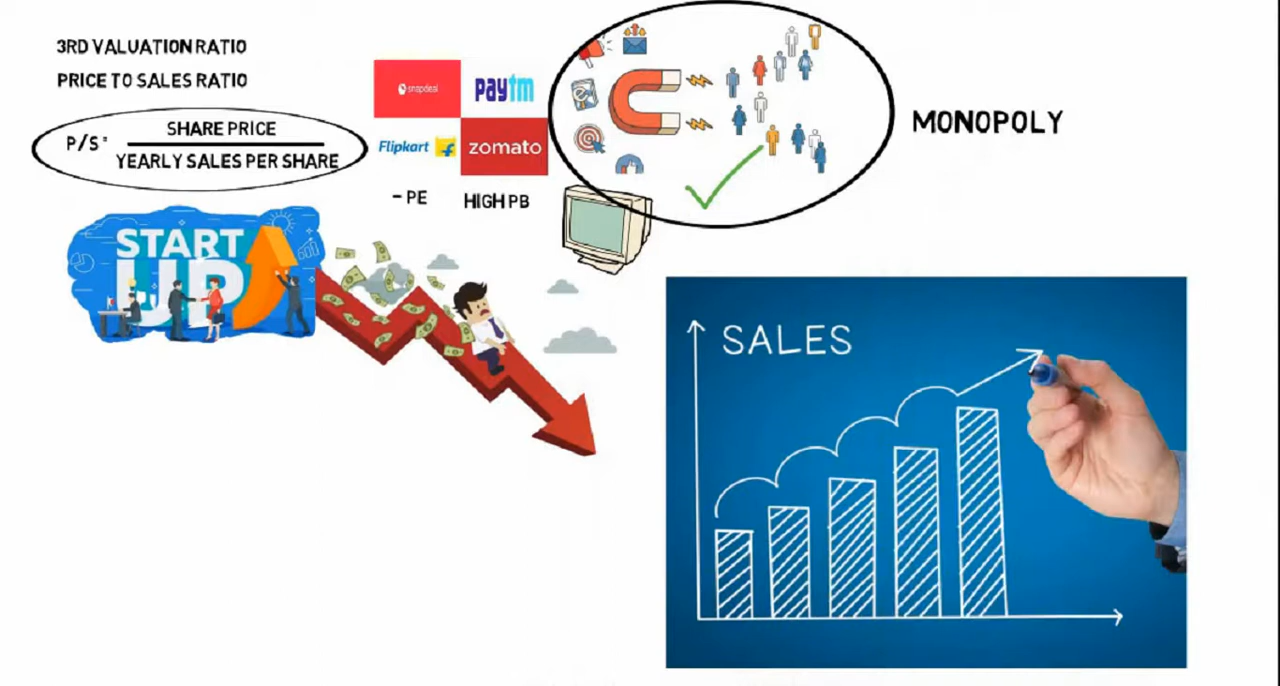 3RD VALUATION RATIO
PRICE TO SALES RATIO
P/S =
SHARE PRICE
YEARLY SALES PER SHARE
snapdeal
paytm
Flipkart
zomato
- PE
HIGH PB
MONOPOLY
START
UP
SALES